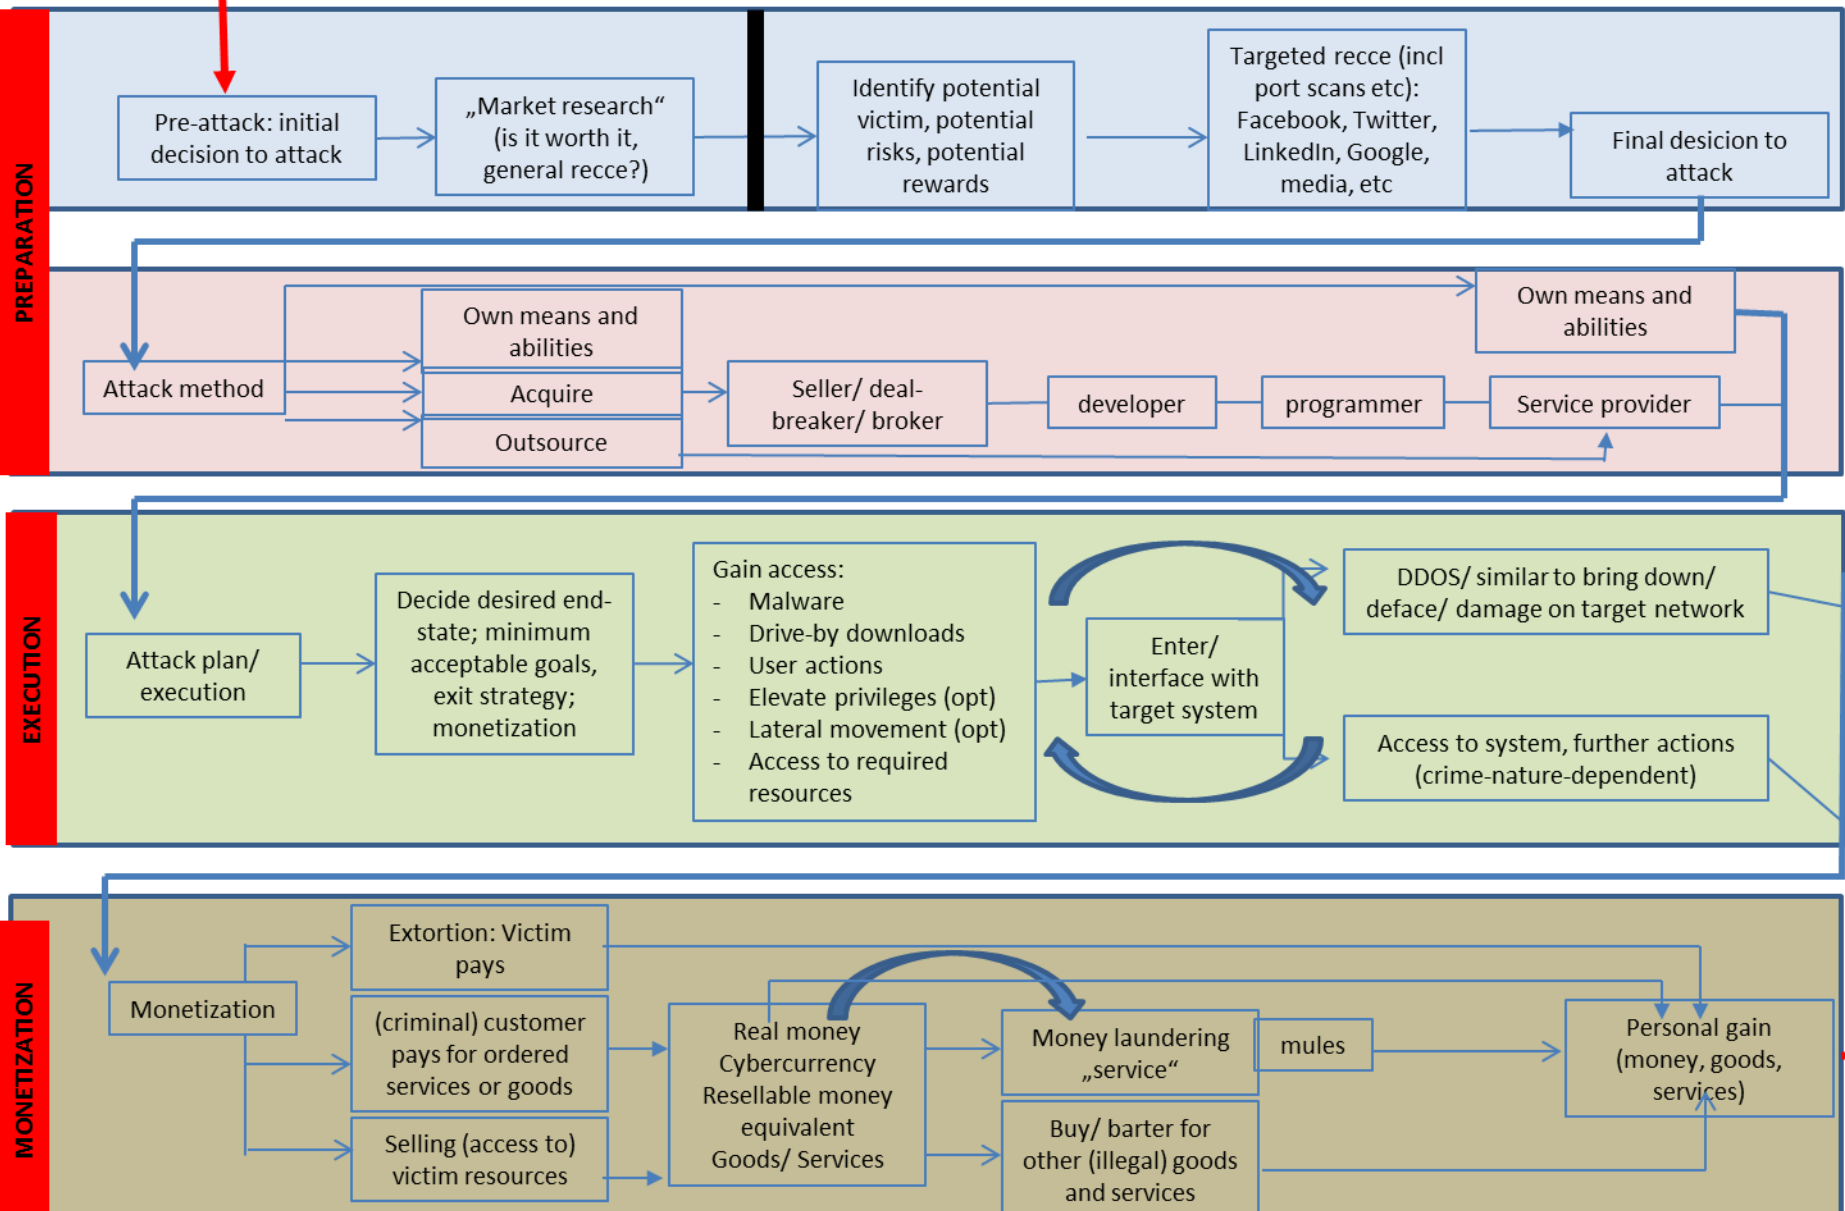 PREPARATION
Pre-attack: initial
decision to attack
„Market research“
(is it worth it,
general recce?)
Identify potential
victim, potential
risks, potential
rewards
Targeted recce (incl
port scans etc):
Facebook, Twitter,
LinkedIn, Google,
media, etc
Final desicion to
attack
Attack method
Own means and
abilities
Acquire
Outsource
Seller/ deal-
breaker/ broker
developer
programmer
Service provider
Own means and
abilities
EXECUTION
Attack plan/
execution
Decide desired end-
state; minimum
acceptable goals,
exit strategy;
monetization
Gain access:
- Malware
- Drive-by downloads
- User actions
- Elevate privileges (opt)
- Lateral movement (opt)
- Access to required
resources
Enter/
interface with
target system
DDOS/ similar to bring down/
deface/ damage on target network
Access to system, further actions
(crime-nature-dependent)
MONETIZATION
Monetization
Extortion: Victim
pays
(criminal) customer
pays for ordered
services or goods
Selling (access to)
victim resources
Real money
Cybercurrency
Resellable money
equivalent
Goods/ Services
Money laundering
„service“
mules
Buy/ barter for
other (illegal) goods
and services
Personal gain
(money, goods,
services)